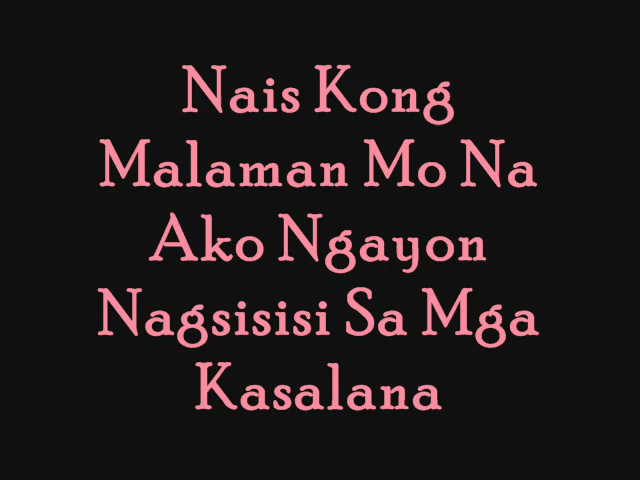 Nais Kong
Malaman Mo Na
Ako Ngayon
Nagsisisi Sa Mga
Kasalana